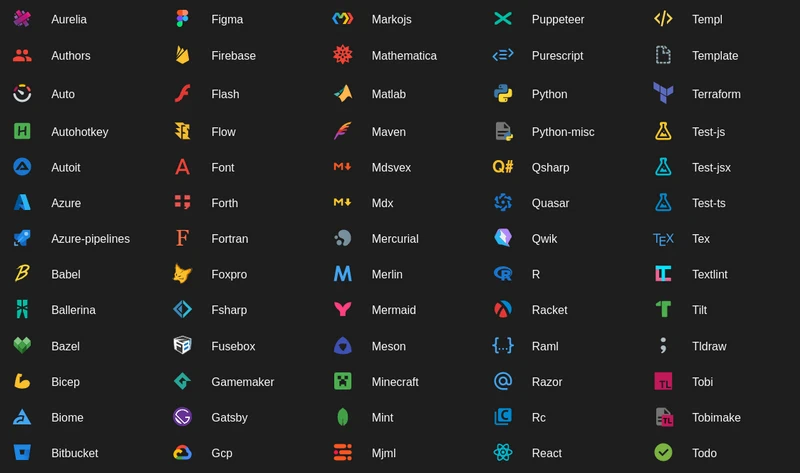 Aurelia Figma Markojs Puppeteer Templ
Authors Firebase Mathematica Purescript Template
Auto Flash Matlab Python Terraform
H Autohotkey Flow Maven Python-misc Test-js
Autoit A Font M Mdsvex Q# Qsharp Test-jsx
Azure Forth M Mdx Quasar Test-ts
Azure-pipelines F Fortran Mercurial Qwik TEX Tex
B Babel Foxpro M Merlin R R Textlint
Ballerina Fsharp Mermaid Racket T Tilt
Bazel Fusebox Meson {...} Raml ; Tldraw
Bicep Gamemaker Minecraft @ Razor TL Tobi
Biome G Gatsby Mint C Rc TL Tobimake
Bitbucket Gcp Mjml React Todo